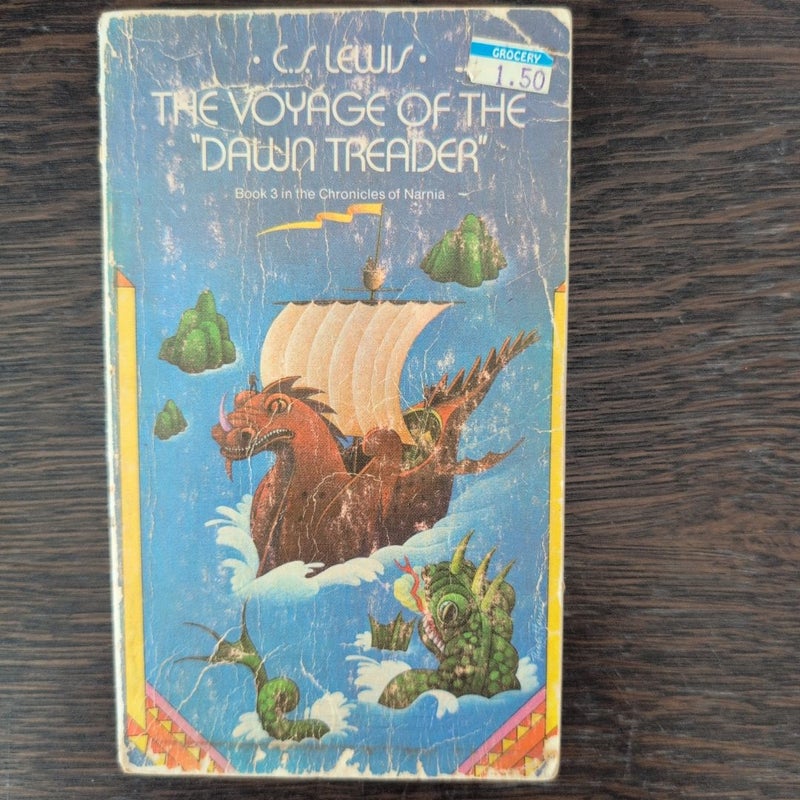 · C.S. LEWIS ·
GROCERY
1.50
THE VOYAGE OF THE
"DAWN TREADER"
Book 3 in the Chronicles of Narnia